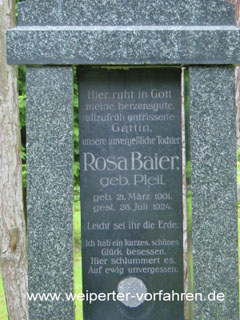 Hier ruht in Gott
meine herzensgute,
allzufrüh entrissene
Gattin,
unsere unvergeßliche Tochter
Rosa Baier,
geb. Pleil,
geb. 21. März 1901,
gest. 26. Juli 1924.
Leicht sei ihr die Erde.
Ich hab ein kurzes, schönes
Glück besessen,
Hier schlummert es,
Auf ewig unvergessen.
www.weiperter-vorfahren.de